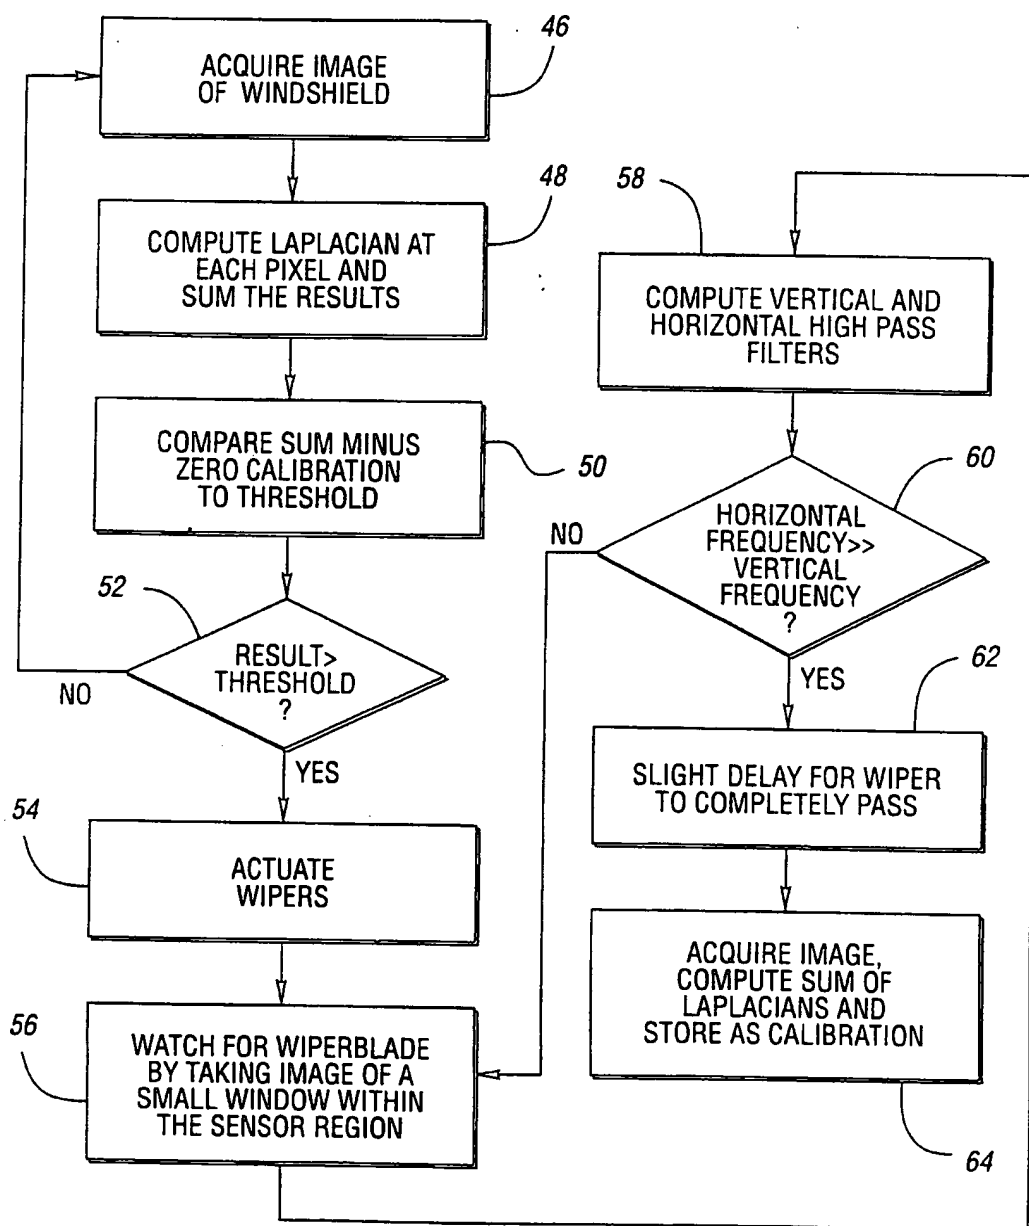 46
ACQUIRE IMAGE
OF WINDSHIELD
48
COMPUTE LAPLACIAN AT
EACH PIXEL AND
SUM THE RESULTS
50
COMPARE SUM MINUS
ZERO CALIBRATION
TO THRESHOLD
52
RESULT>
THRESHOLD
?
NO
YES
54
ACTUATE
WIPERS
56
WATCH FOR WIPERBLADE
BY TAKING IMAGE OF A
SMALL WINDOW WITHIN
THE SENSOR REGION
58
COMPUTE VERTICAL AND
HORIZONTAL HIGH PASS
FILTERS
60
HORIZONTAL
FREQUENCY>>
VERTICAL
FREQUENCY
?
NO
YES
62
SLIGHT DELAY FOR WIPER
TO COMPLETELY PASS
ACQUIRE IMAGE,
COMPUTE SUM OF
LAPLACIANS AND
STORE AS CALIBRATION
64